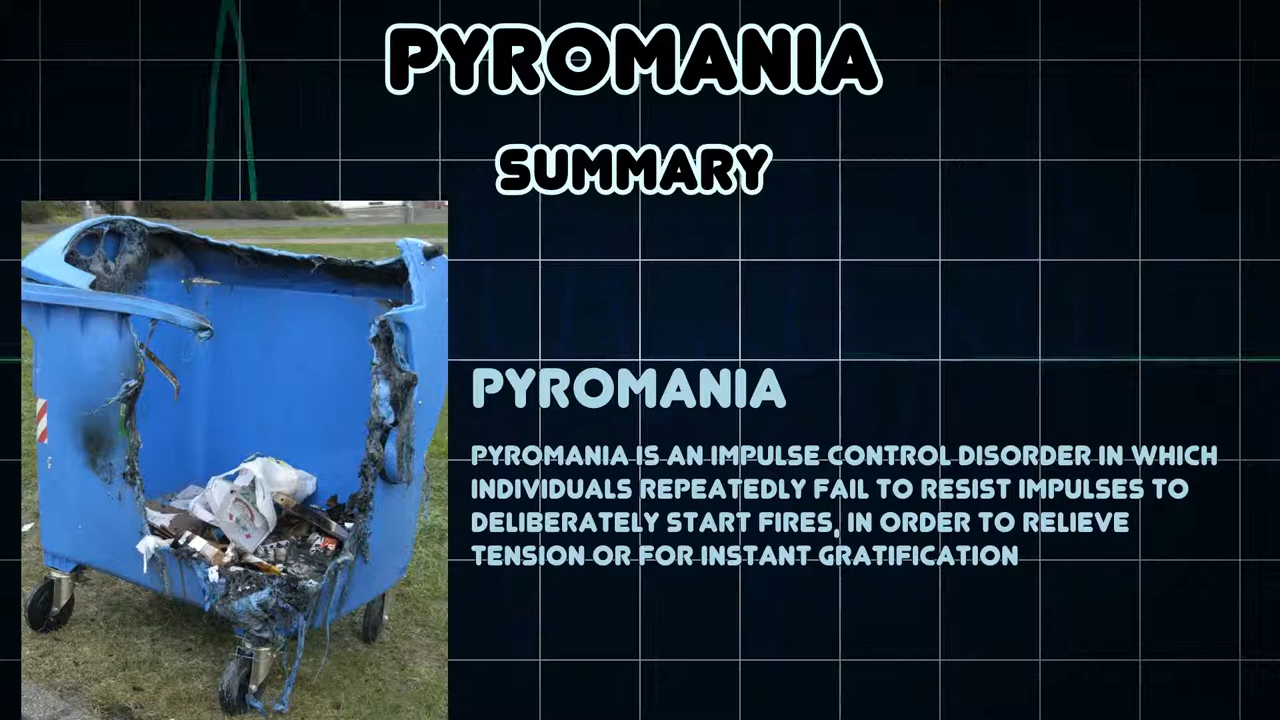 PYROMANIA
SUMMARY
PYROMANIA
PYROMANIA IS AN IMPULSE CONTROL DISORDER IN WHICH
INDIVIDUALS REPEATEDLY FAIL TO RESIST IMPULSES TO
DELIBERATELY START FIRES, IN ORDER TO RELIEVE
TENSION OR FOR INSTANT GRATIFICATION